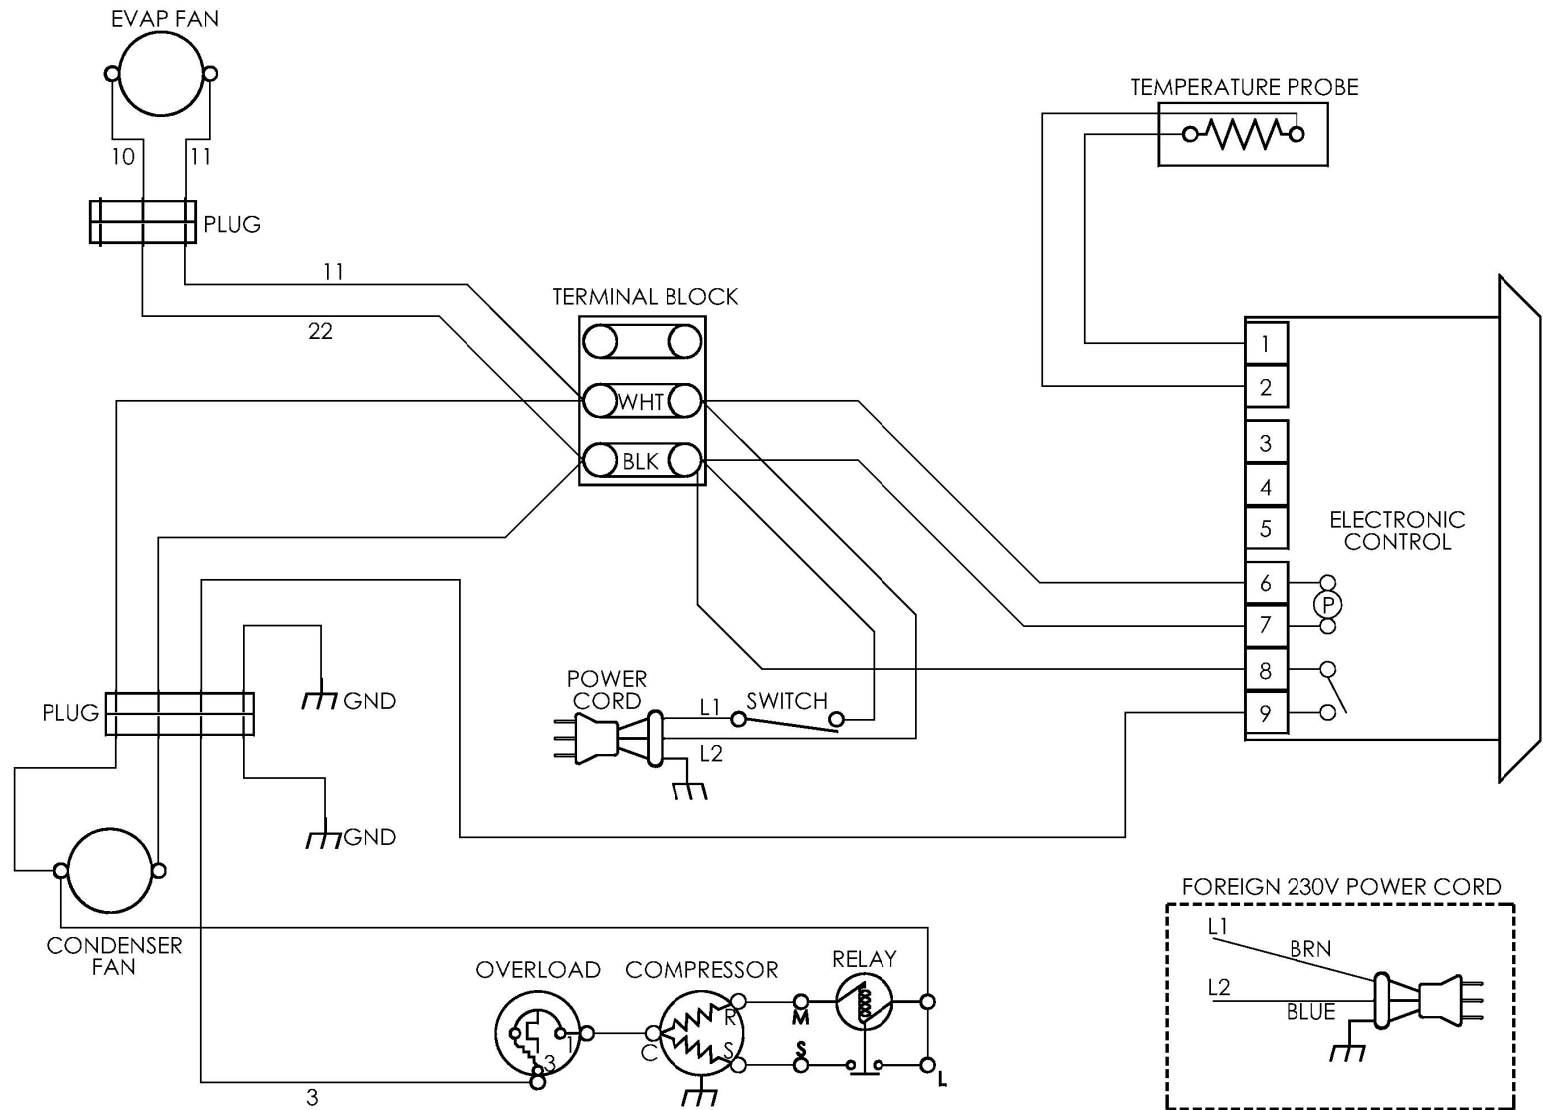 EVAP FAN
10
11
PLUG
11
22
TERMINAL BLOCK
WHT
BLK
TEMPERATURE PROBE
1
2
3
4
5
6
7
8
9
ELECTRONIC
CONTROL
P
POWER
CORD
L1
SWITCH
L2
PLUG
GND
GND
CONDENSER
FAN
OVERLOAD
COMPRESSOR
RELAY
1
3
C
R
S
M
S
L
3
FOREIGN 230V POWER CORD
L1
BRN
L2
BLUE